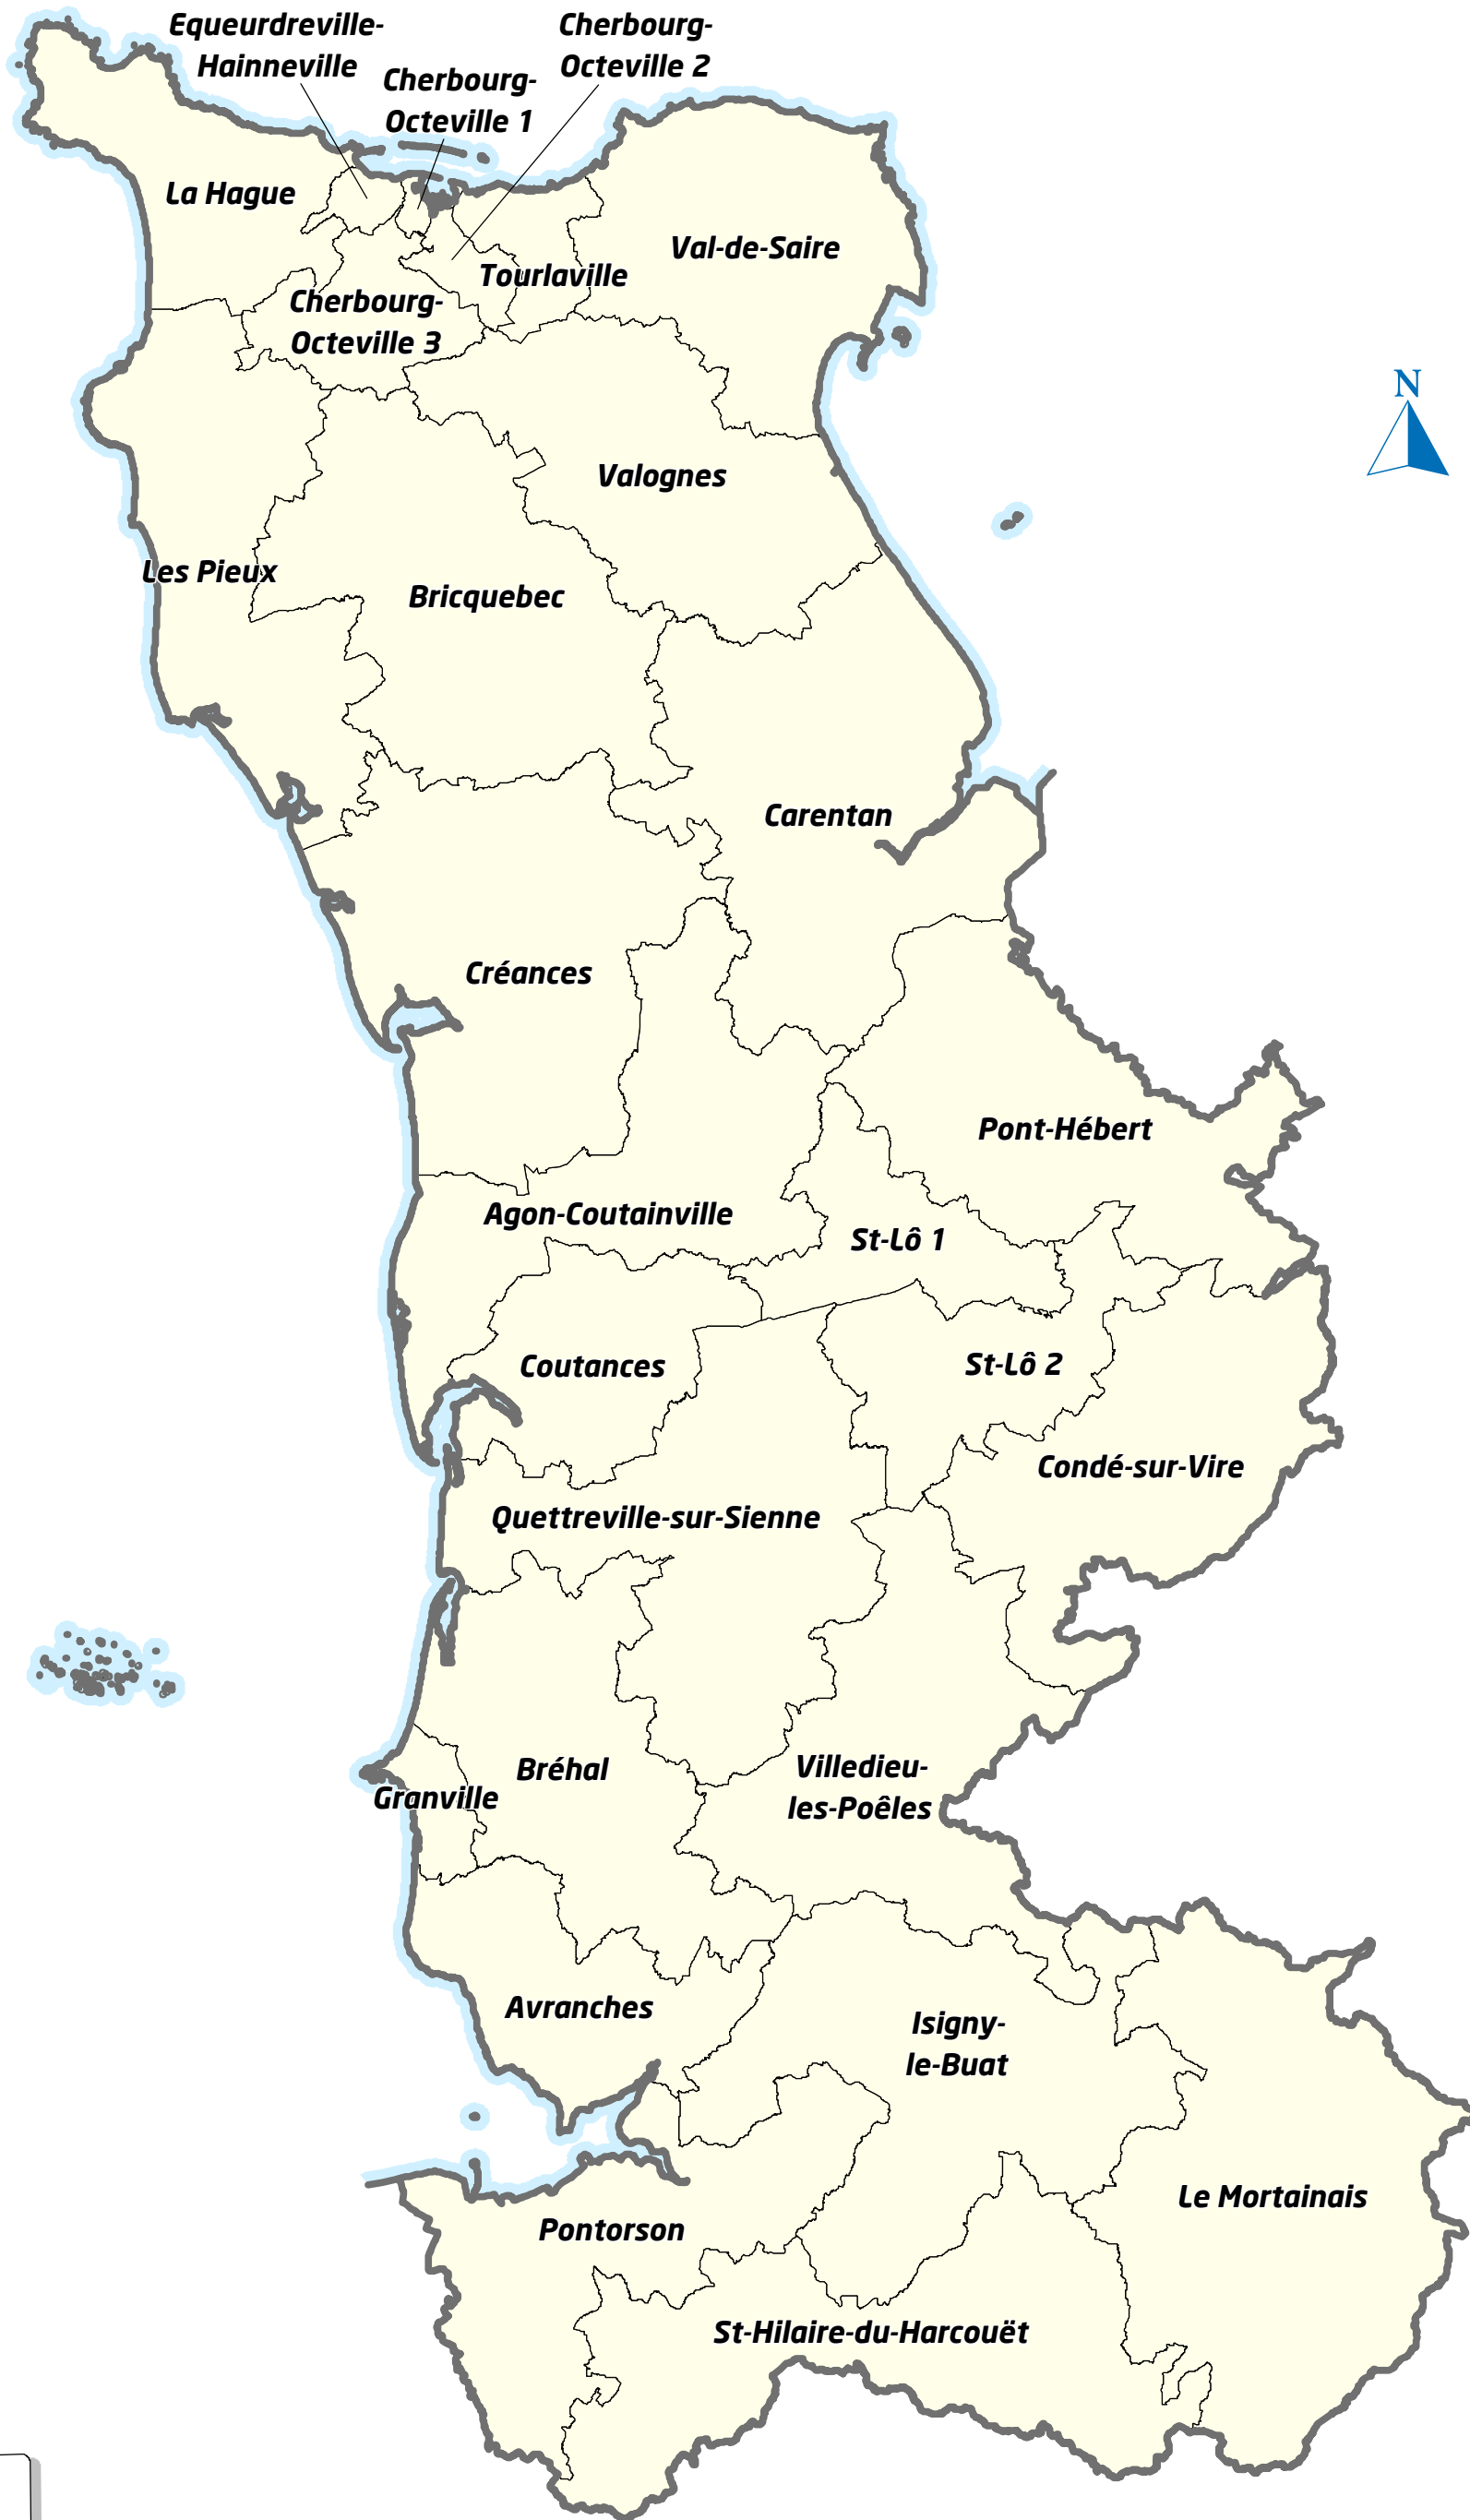 Equeurdreville-
Hainneville
Cherbourg-
Octeville 1
Cherbourg-
Octeville 2
La Hague
Val-de-Saire
Tourlaville
Cherbourg-
Octeville 3
N
Valognes
Les Pieux
Bricquebec
Carentan
Créances
Pont-Hébert
Agon-Coutainville
St-Lô 1
Coutances
St-Lô 2
Condé-sur-Vire
Quettreville-sur-Sienne
Bréhal
Villedieu-
les-Poêles
Granville
Avranches
Isigny-
le-Buat
Le Mortainais
Pontorson
St-Hilaire-du-Harcouët